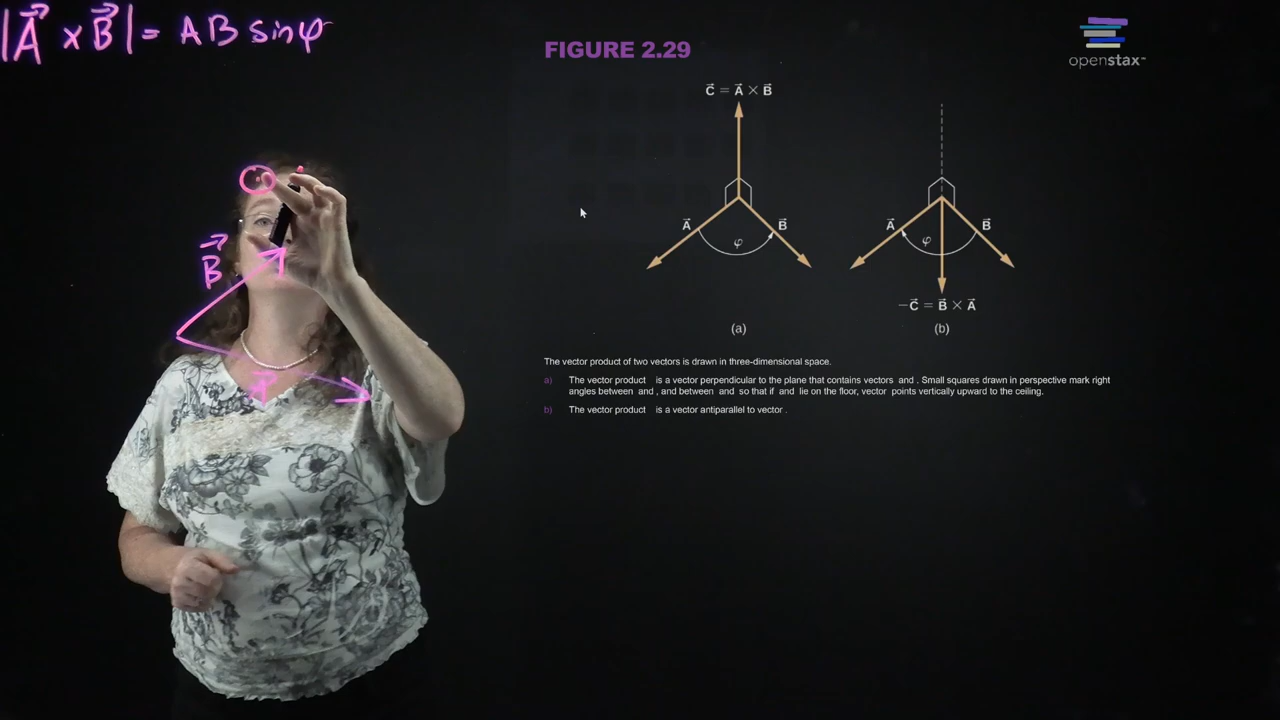 |A⃗ × B⃗| = AB sinφ
FIGURE 2.29
openstax™
C⃗ = A⃗ × B⃗
A⃗
B⃗
φ
(a)
A⃗
B⃗
φ
−C⃗ = B⃗ × A⃗
(b)
B⃗
The vector product of two vectors is drawn in three-dimensional space.
a) The vector product is a vector perpendicular to the plane that contains vectors and . Small squares drawn in perspective mark right
angles between and , and between and so that if and lie on the floor, vector points vertically upward to the ceiling.
b) The vector product is a vector antiparallel to vector .